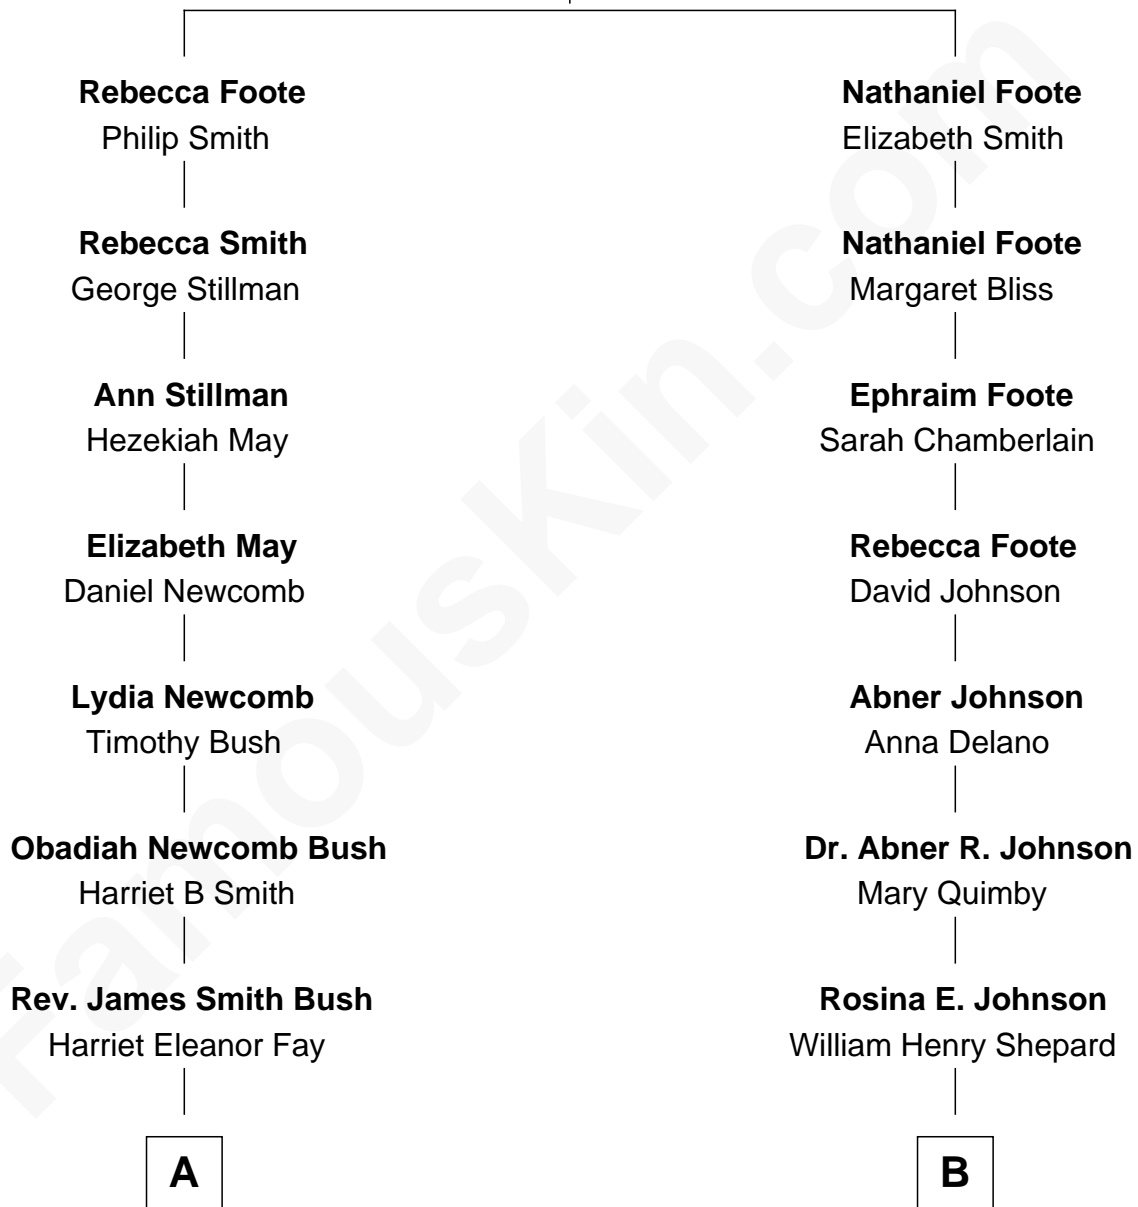 Rebecca Foote
Philip Smith
Nathaniel Foote
Elizabeth Smith
Rebecca Smith
George Stillman
Nathaniel Foote
Margaret Bliss
Ann Stillman
Hezekiah May
Ephraim Foote
Sarah Chamberlain
Elizabeth May
Daniel Newcomb
Rebecca Foote
David Johnson
Lydia Newcomb
Timothy Bush
Abner Johnson
Anna Delano
Obadiah Newcomb Bush
Harriet B Smith
Dr. Abner R. Johnson
Mary Quimby
Rev. James Smith Bush
Harriet Eleanor Fay
Rosina E. Johnson
William Henry Shepard
A
B
FamousKin.com